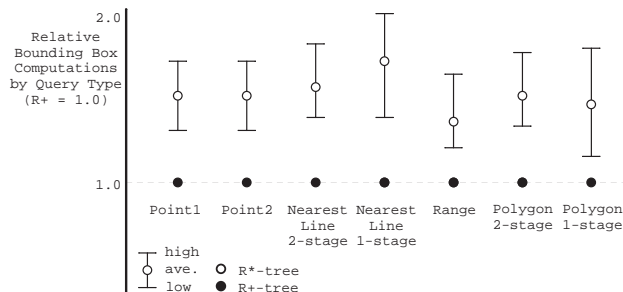 2.0
Relative
Bounding Box
Computations
by Query Type
(R+ = 1.0)
1.0
Point1 Point2 Nearest Line 2-stage Nearest Line 1-stage Range Polygon 2-stage Polygon 1-stage
high
ave.
low
R*-tree
R+-tree